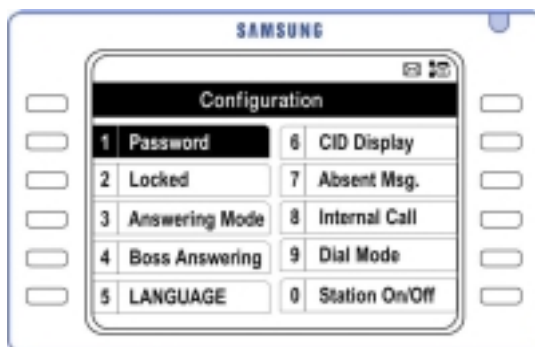 SAMSUNG
Configuration
1 Password
2 Locked
3 Answering Mode
4 Boss Answering
5 LANGUAGE
6 CID Display
7 Absent Msg.
8 Internal Call
9 Dial Mode
0 Station On/Off